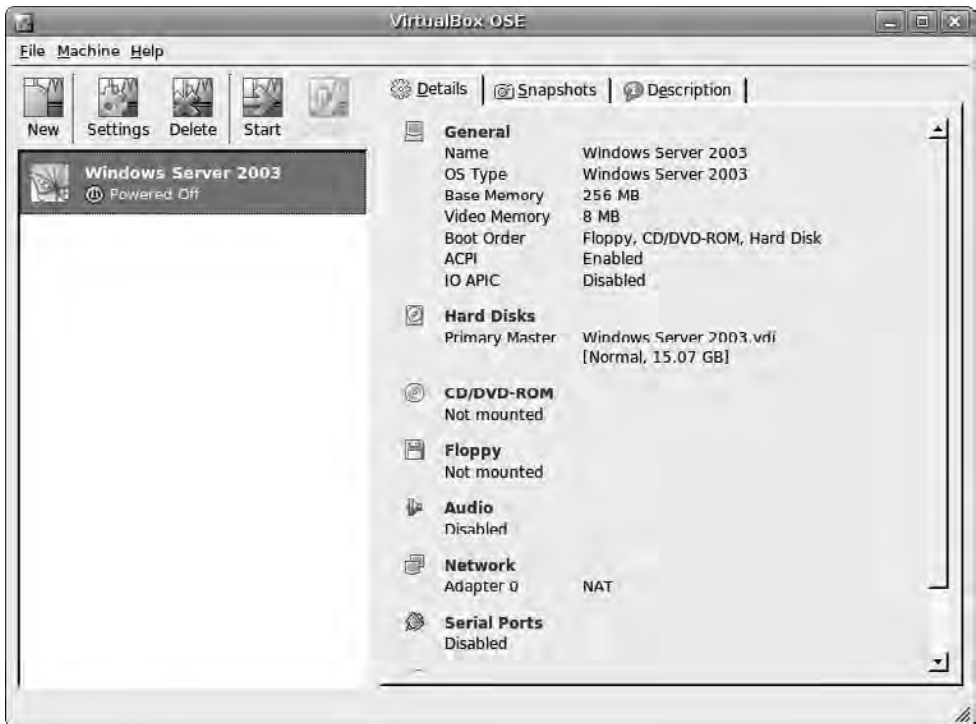 VirtualBox OSE
File Machine Help
New Settings Delete Start
Details Snapshots Description
Windows Server 2003
Powered Off
General
Name Windows Server 2003
OS Type Windows Server 2003
Base Memory 256 MB
Video Memory 8 MB
Boot Order Floppy, CD/DVD-ROM, Hard Disk
ACPI Enabled
IO APIC Disabled
Hard Disks
Primary Master Windows Server 2003.vdi
[Normal, 15.07 GB]
CD/DVD-ROM
Not mounted
Floppy
Not mounted
Audio
Disabled
Network
Adapter 0 NAT
Serial Ports
Disabled